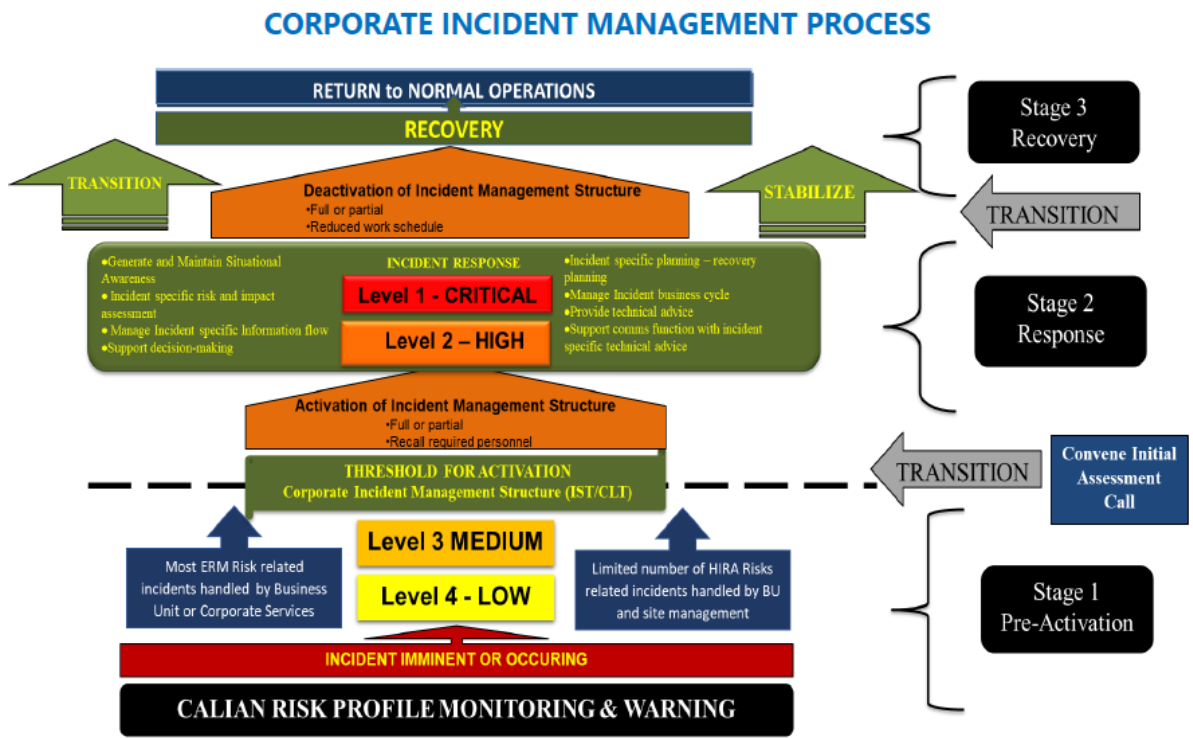 CORPORATE INCIDENT MANAGEMENT PROCESS
RETURN to NORMAL OPERATIONS
RECOVERY
Stage 3
Recovery
TRANSITION
Deactivation of Incident Management Structure
•Full or partial
•Reduced work schedule
STABILIZE
TRANSITION
●Generate and Maintain Situational
Awareness
● Incident specific risk and impact
assessment
● Manage Incident specific Information flow
●Support decision-making
INCIDENT RESPONSE
Level 1 - CRITICAL
Level 2 – HIGH
●Incident specific planning – recovery
planning
●Manage Incident business cycle
●Provide technical advice
●Support comms function with incident
specific technical advice
Stage 2
Response
Activation of Incident Management Structure
•Full or partial
•Recall required personnel
THRESHOLD FOR ACTIVATION
Corporate Incident Management Structure (IST/CLT)
TRANSITION
Convene Initial
Assessment
Call
Most ERM Risk related
incidents handled by Business
Unit or Corporate Services
Level 3 MEDIUM
Level 4 - LOW
Limited number of HIRA Risks
related incidents handled by BU
and site management
Stage 1
Pre-Activation
INCIDENT IMMINENT OR OCCURING
CALIAN RISK PROFILE MONITORING & WARNING